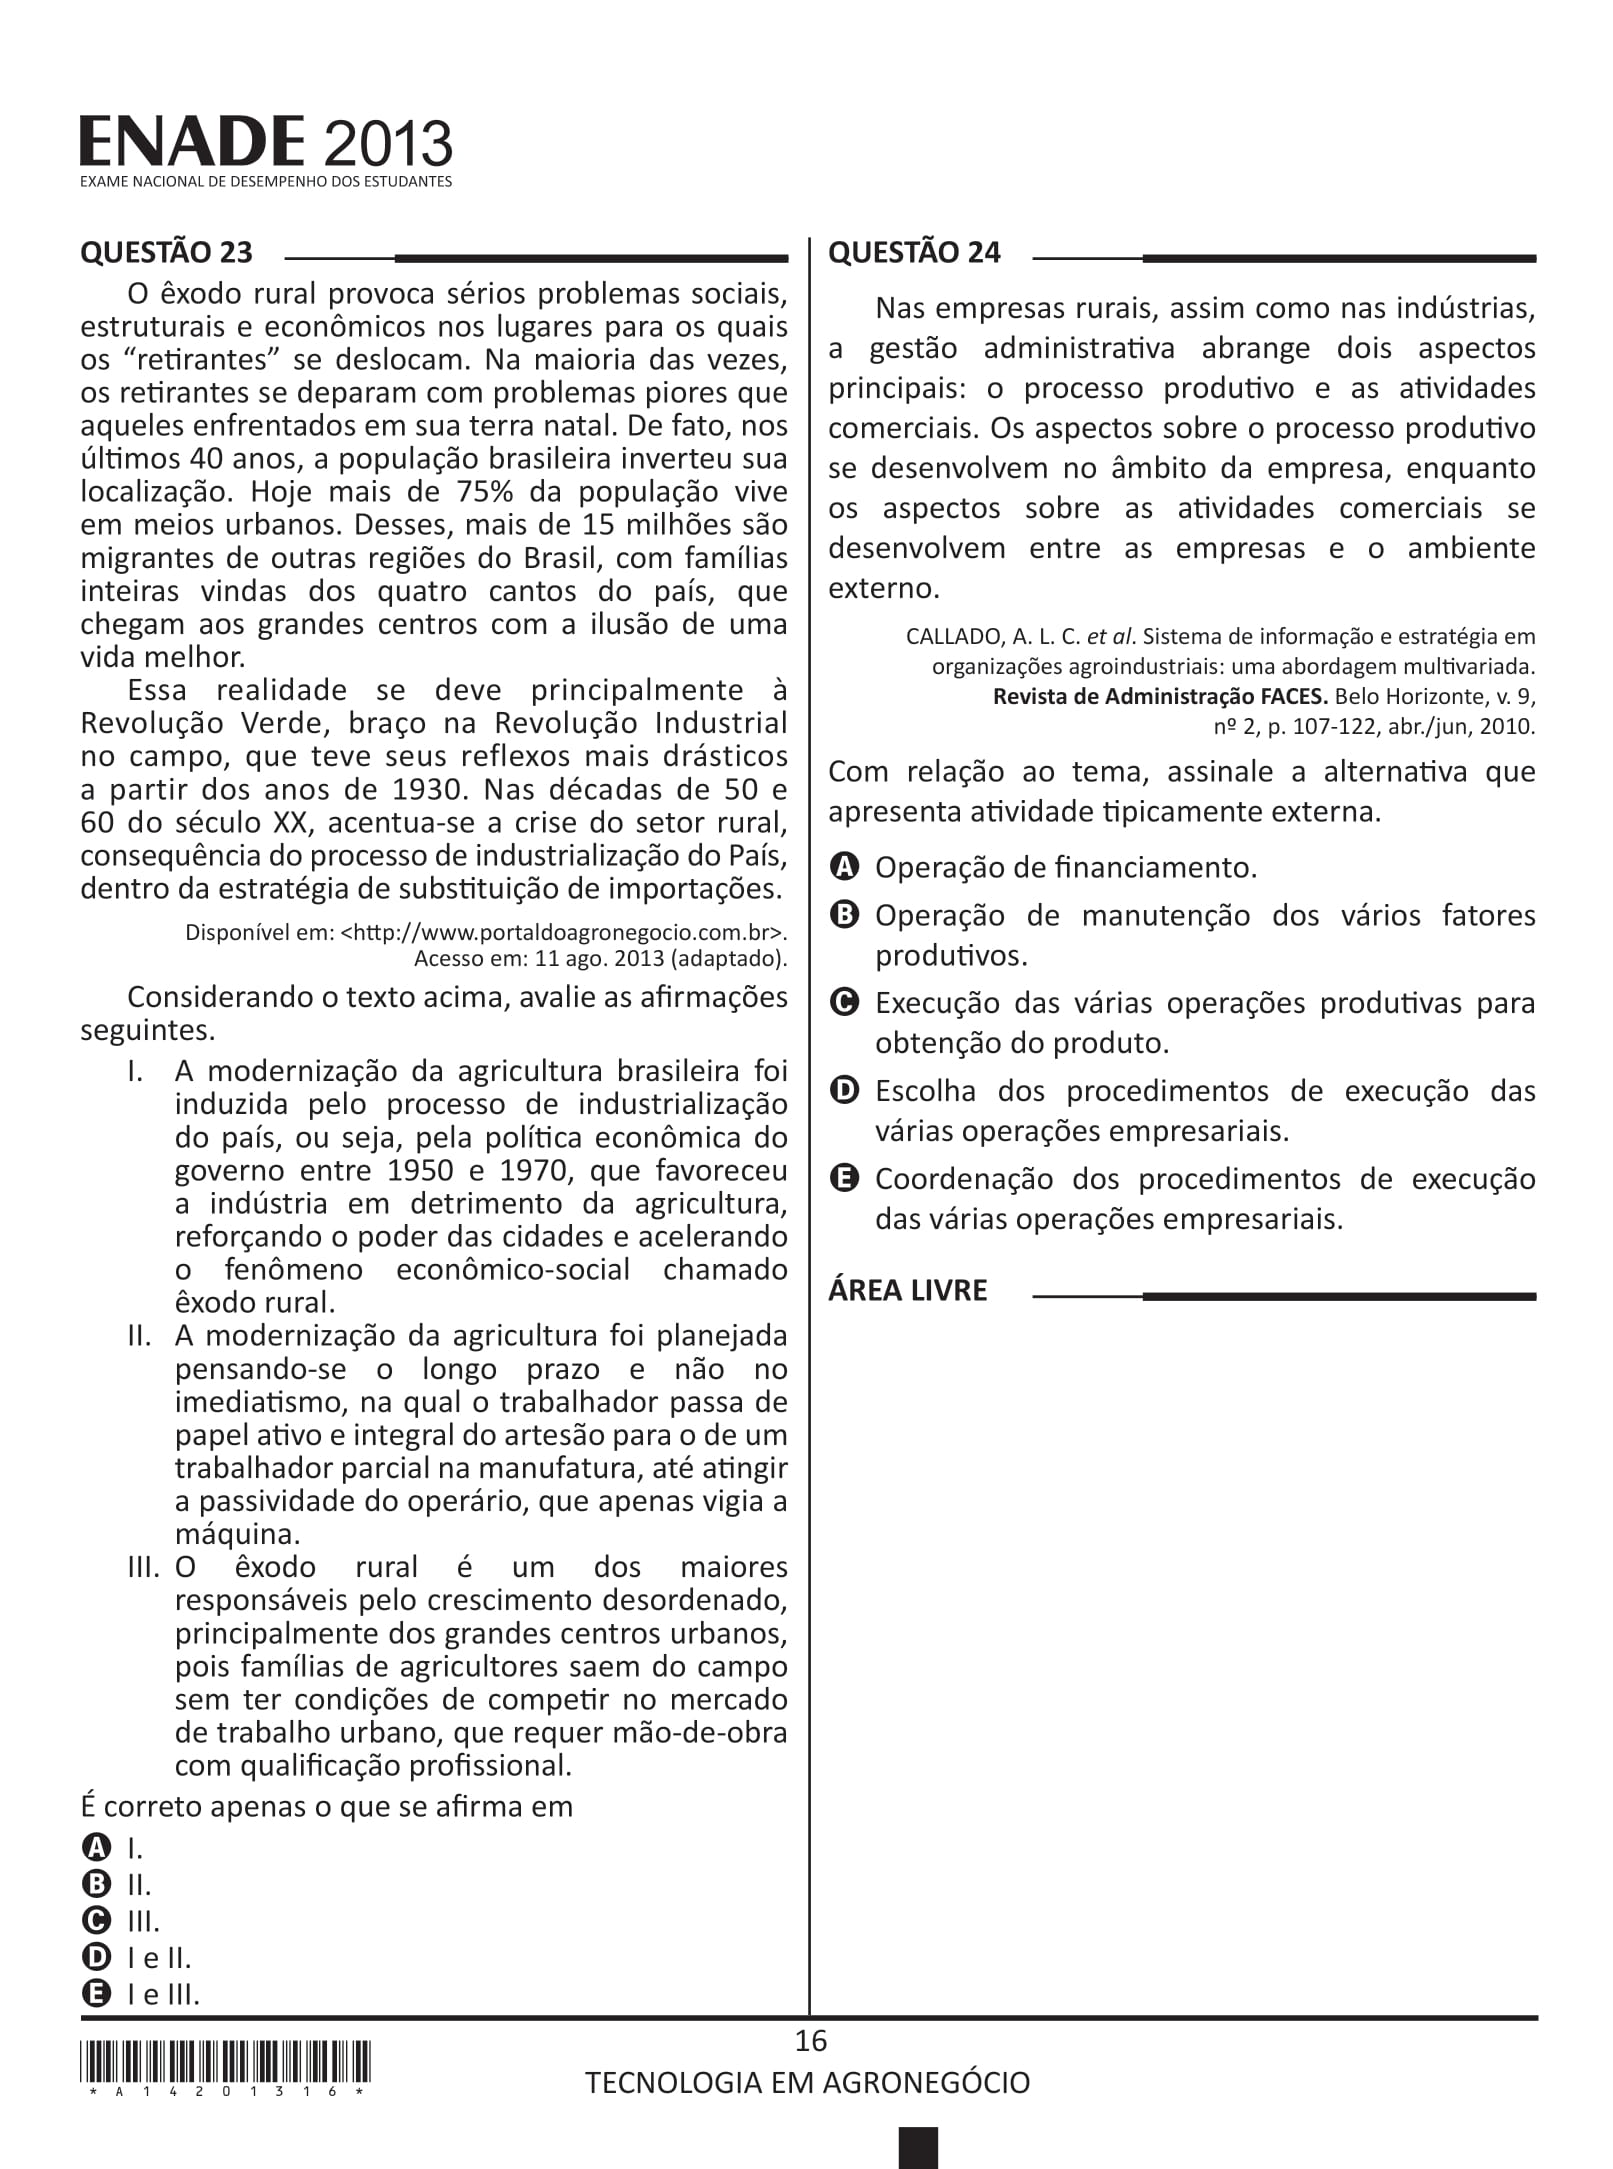 ENADE 2013
EXAME NACIONAL DE DESEMPENHO DOS ESTUDANTES
QUESTÃO 23
O êxodo rural provoca sérios problemas sociais,
estruturais e econômicos nos lugares para os quais
os “retirantes” se deslocam. Na maioria das vezes,
os retirantes se deparam com problemas piores que
aqueles enfrentados em sua terra natal. De fato, nos
últimos 40 anos, a população brasileira inverteu sua
localização. Hoje mais de 75% da população vive
em meios urbanos. Desses, mais de 15 milhões são
migrantes de outras regiões do Brasil, com famílias
inteiras vindas dos quatro cantos do país, que
chegam aos grandes centros com a ilusão de uma
vida melhor.
Essa realidade se deve principalmente à
Revolução Verde, braço na Revolução Industrial
no campo, que teve seus reflexos mais drásticos
a partir dos anos de 1930. Nas décadas de 50 e
60 do século XX, acentua-se a crise do setor rural,
consequência do processo de industrialização do País,
dentro da estratégia de substituição de importações.
Disponível em: <http://www.portaldoagronegocio.com.br>.
Acesso em: 11 ago. 2013 (adaptado).
Considerando o texto acima, avalie as afirmações
seguintes.
I. A modernização da agricultura brasileira foi
induzida pelo processo de industrialização
do país, ou seja, pela política econômica do
governo entre 1950 e 1970, que favoreceu
a indústria em detrimento da agricultura,
reforçando o poder das cidades e acelerando
o fenômeno econômico-social chamado
êxodo rural.
II. A modernização da agricultura foi planejada
pensando-se o longo prazo e não no
imediatismo, na qual o trabalhador passa de
papel ativo e integral do artesão para o de um
trabalhador parcial na manufatura, até atingir
a passividade do operário, que apenas vigia a
máquina.
III. O êxodo rural é um dos maiores
responsáveis pelo crescimento desordenado,
principalmente dos grandes centros urbanos,
pois famílias de agricultores saem do campo
sem ter condições de competir no mercado
de trabalho urbano, que requer mão-de-obra
com qualificação profissional.
É correto apenas o que se afirma em
A I.
B II.
C III.
D I e II.
E I e III.
QUESTÃO 24
Nas empresas rurais, assim como nas indústrias,
a gestão administrativa abrange dois aspectos
principais: o processo produtivo e as atividades
comerciais. Os aspectos sobre o processo produtivo
se desenvolvem no âmbito da empresa, enquanto
os aspectos sobre as atividades comerciais se
desenvolvem entre as empresas e o ambiente
externo.
CALLADO, A. L. C. et al. Sistema de informação e estratégia em
organizações agroindustriais: uma abordagem multivariada.
Revista de Administração FACES. Belo Horizonte, v. 9,
nº 2, p. 107-122, abr./jun, 2010.
Com relação ao tema, assinale a alternativa que
apresenta atividade tipicamente externa.
A Operação de financiamento.
B Operação de manutenção dos vários fatores
produtivos.
C Execução das várias operações produtivas para
obtenção do produto.
D Escolha dos procedimentos de execução das
várias operações empresariais.
E Coordenação dos procedimentos de execução
das várias operações empresariais.
ÁREA LIVRE
16
TECNOLOGIA EM AGRONEGÓCIO
*A14201316*